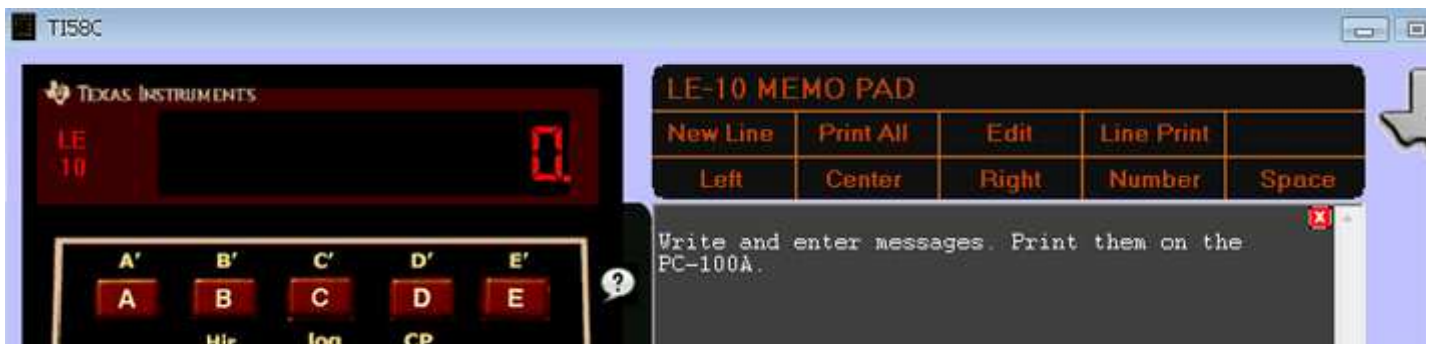 TI58C
TEXAS INSTRUMENTS
LE
10
0.
LE-10 MEMO PAD
New Line Print All Edit Line Print
Left Center Right Number Space
X
Write and enter messages. Print them on the
PC-100A.
A' B' C' D' E'
A B C D E
?
Hir log CP